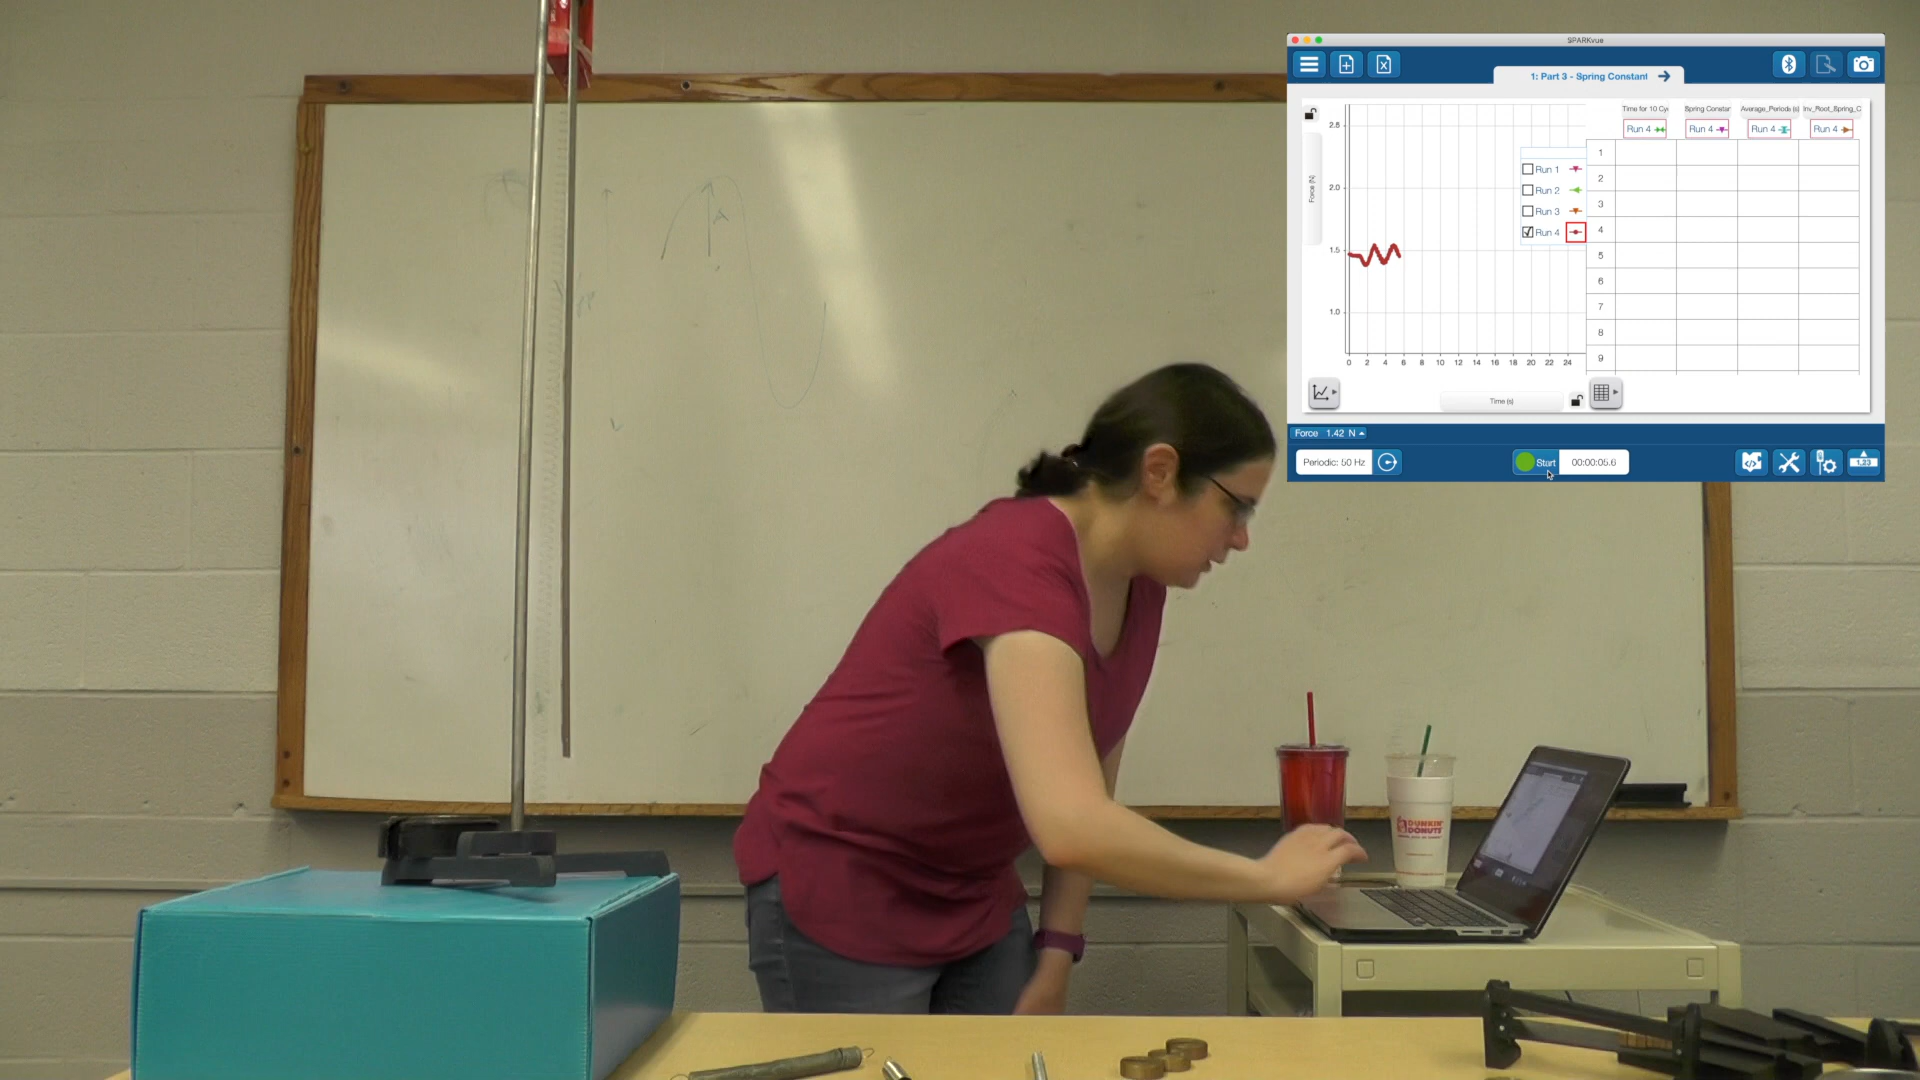 SPARKvue
1: Part 3 - Spring Constant
Time for 10 Cy
Spring Constar
Average_Periods (s)
Inv_Root_Spring_C
Run 4
Run 4
Run 4
Run 4
2.5
2.0
1.5
1.0
Force (N)
Run 1
Run 2
Run 3
Run 4
1
2
3
4
5
6
7
8
9
0 2 4 6 8 10 12 14 16 18 20 22 24
Time (s)
Force 1.42 N
Periodic: 50 Hz
Start
00:00:05.6
1.23
A
DUNKIN'
DONUTS